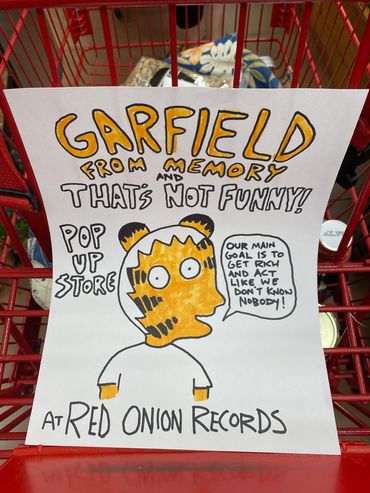 GARFIELD
FROM MEMORY
AND
THAT'S NOT FUNNY!
POP
UP
STORE
OUR MAIN
GOAL IS TO
GET RICH
AND ACT
LIKE WE
DON'T KNOW
NOBODY!
AT RED ONION RECORDS